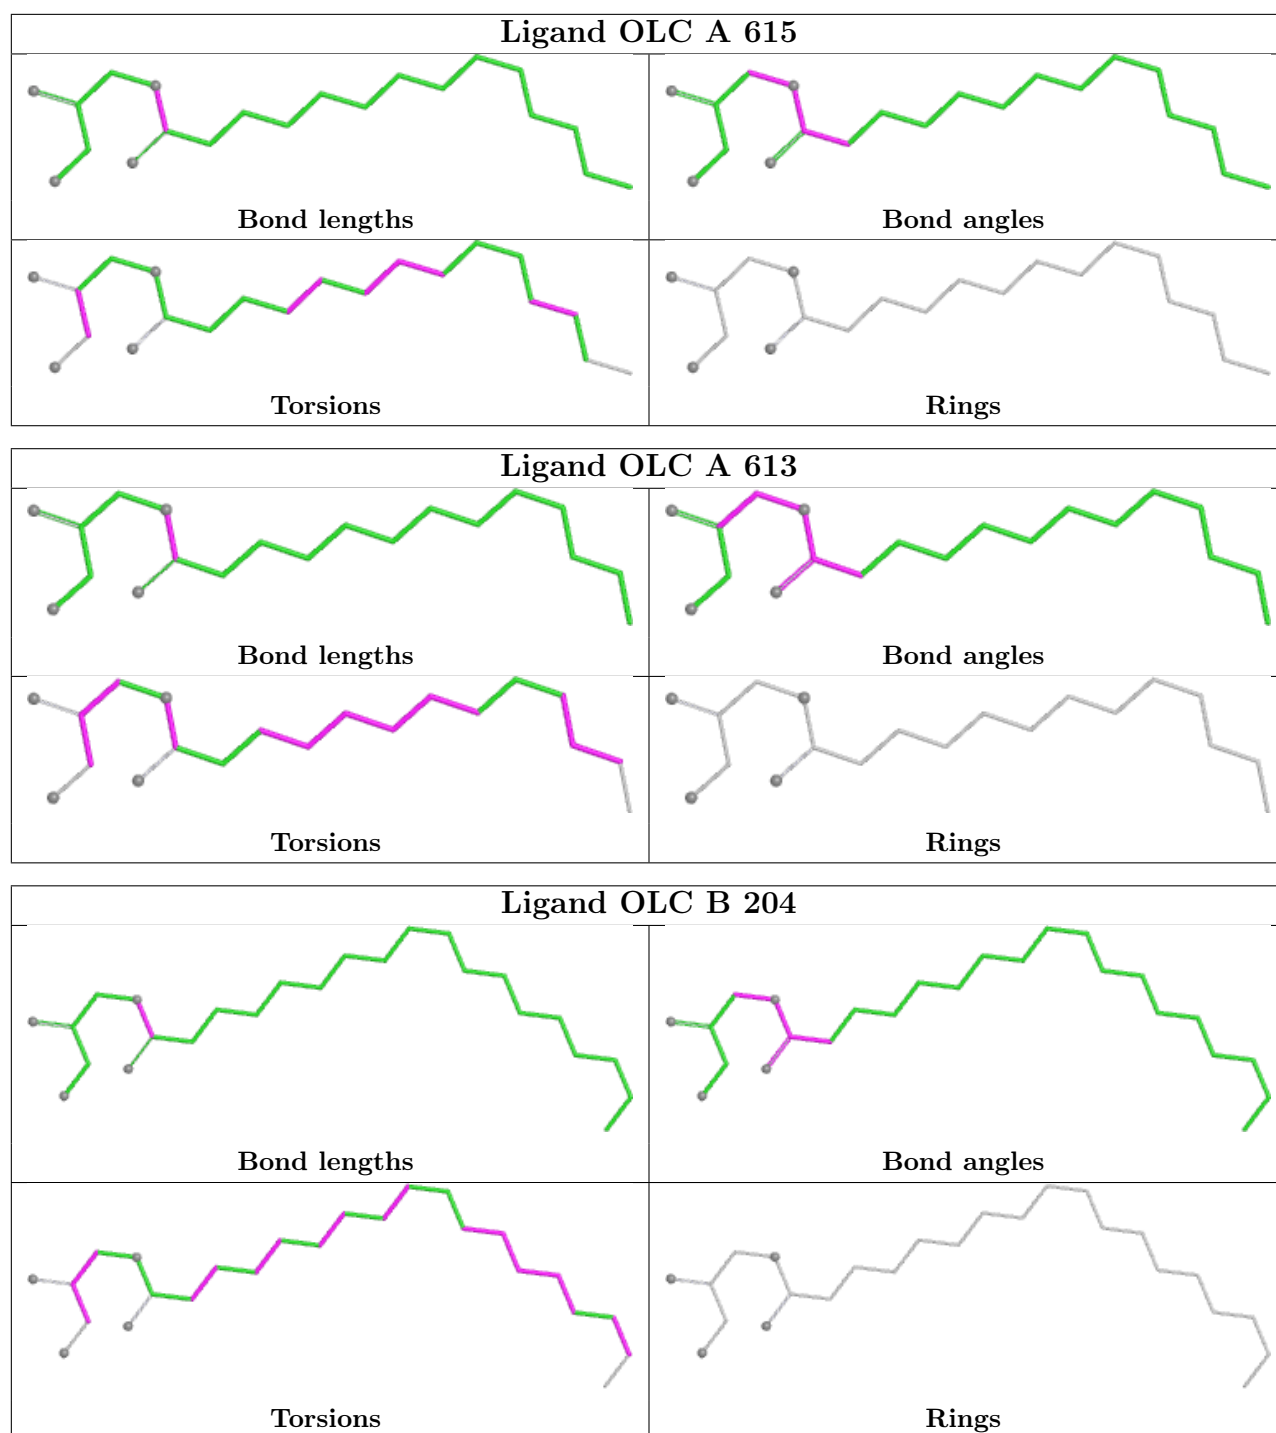 Ligand OLC A 615
Bond lengths
Bond angles
Torsions
Rings
Ligand OLC A 613
Bond lengths
Bond angles
Torsions
Rings
Ligand OLC B 204
Bond lengths
Bond angles
Torsions
Rings